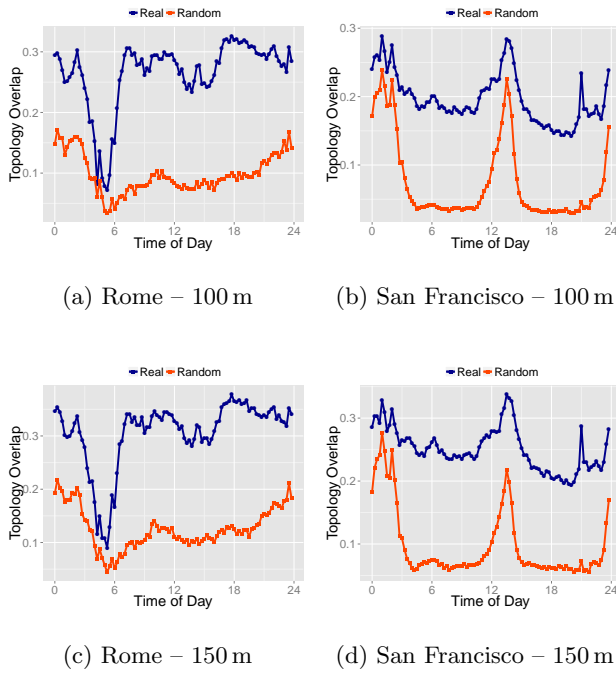 Real Random
Topology Overlap
0.3
0.2
0.1
0 6 12 18 24
Time of Day
(a) Rome – 100 m
Real Random
Topology Overlap
0.3
0.2
0.1
0 6 12 18 24
Time of Day
(b) San Francisco – 100 m
Real Random
Topology Overlap
0.3
0.2
0.1
0 6 12 18 24
Time of Day
(c) Rome – 150 m
Real Random
Topology Overlap
0.3
0.2
0.1
0 6 12 18 24
Time of Day
(d) San Francisco – 150 m